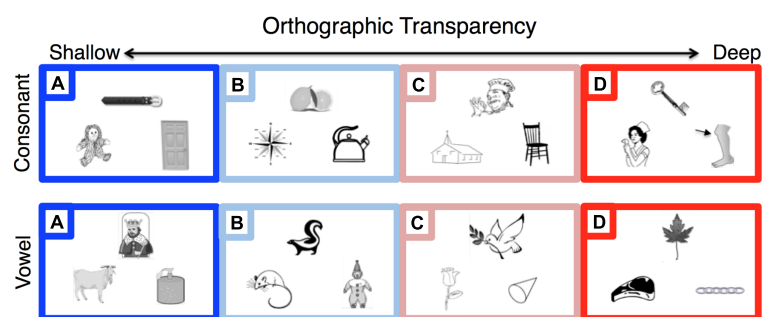 Orthographic Transparency
Shallow Deep
Consonant
A B C D
Vowel
A B C D